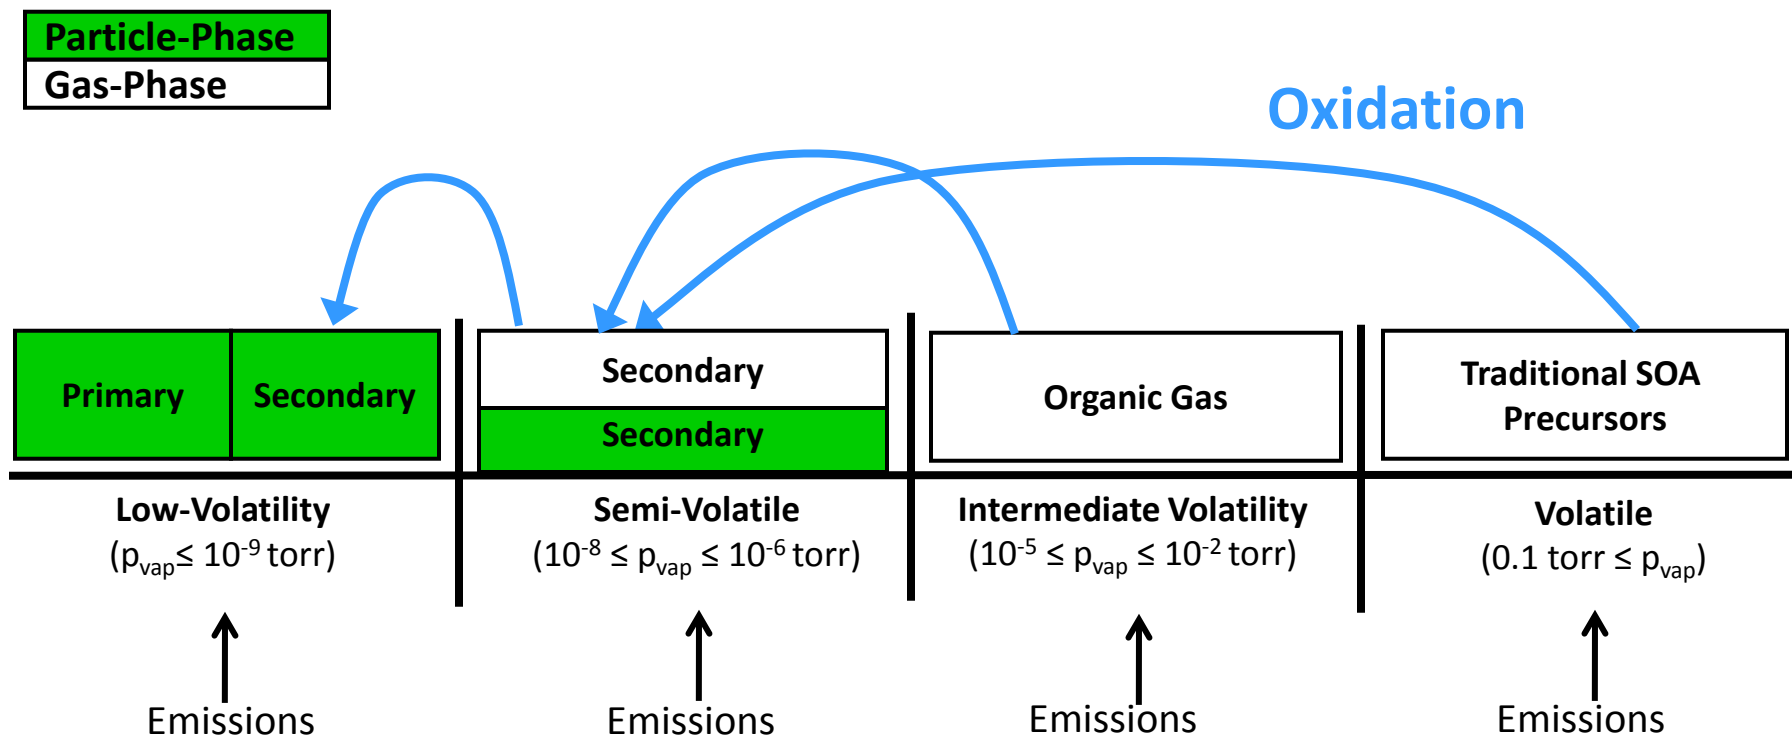 Particle-Phase
Gas-Phase
Oxidation
Primary
Secondary
Secondary
Secondary
Organic Gas
Traditional SOA
Precursors
Low-Volatility
(pvap≤ 10⁻⁹ torr)
Semi-Volatile
(10⁻⁸ ≤ pvap ≤ 10⁻⁶ torr)
Intermediate Volatility
(10⁻⁵ ≤ pvap ≤ 10⁻² torr)
Volatile
(0.1 torr ≤ pvap)
Emissions
Emissions
Emissions
Emissions